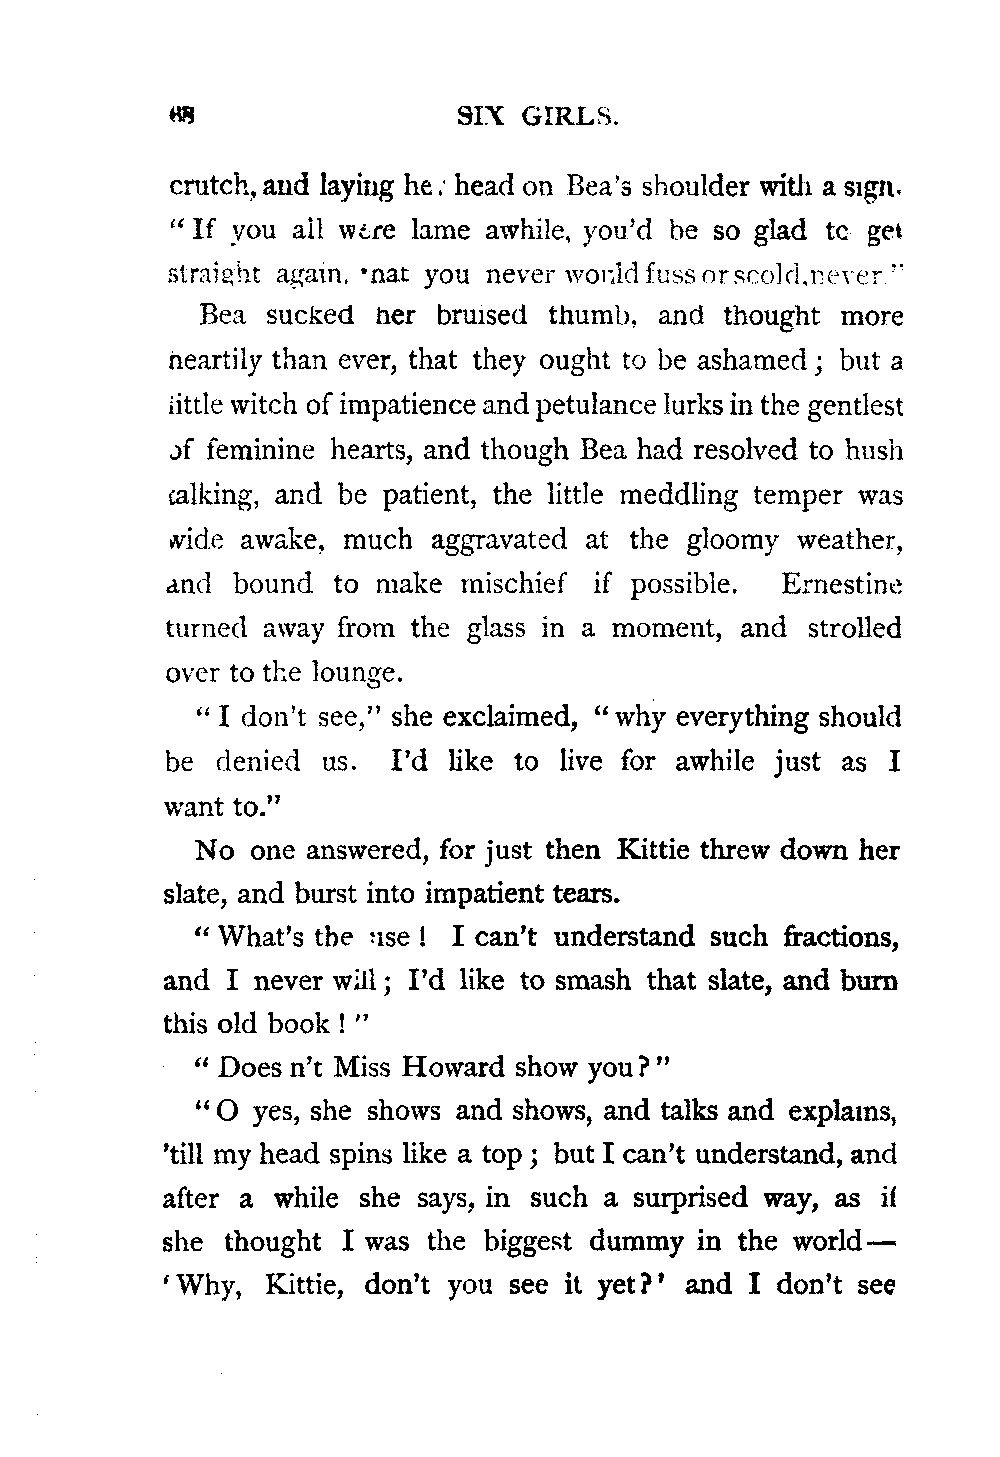 68 SIX GIRLS.
crutch, and laying her head on Bea's shoulder with a sign.
"If you all were lame awhile, you'd be so glad to get
straight again, that you never would fuss or scold, never."
Bea sucked her bruised thumb, and thought more
heartily than ever, that they ought to be ashamed; but a
little witch of impatience and petulance lurks in the gentlest
of feminine hearts, and though Bea had resolved to hush
talking, and be patient, the little meddling temper was
wide awake, much aggravated at the gloomy weather,
and bound to make mischief if possible. Ernestine
turned away from the glass in a moment, and strolled
over to the lounge.
"I don't see," she exclaimed, "why everything should
be denied us. I'd like to live for awhile just as I
want to."
No one answered, for just then Kittie threw down her
slate, and burst into impatient tears.
"What's the use! I can't understand such fractions,
and I never will; I'd like to smash that slate, and burn
this old book!"
"Does n't Miss Howard show you?"
"O yes, she shows and shows, and talks and explains,
'till my head spins like a top; but I can't understand, and
after a while she says, in such a surprised way, as if
she thought I was the biggest dummy in the world—
'Why, Kittie, don't you see it yet?' and I don't see